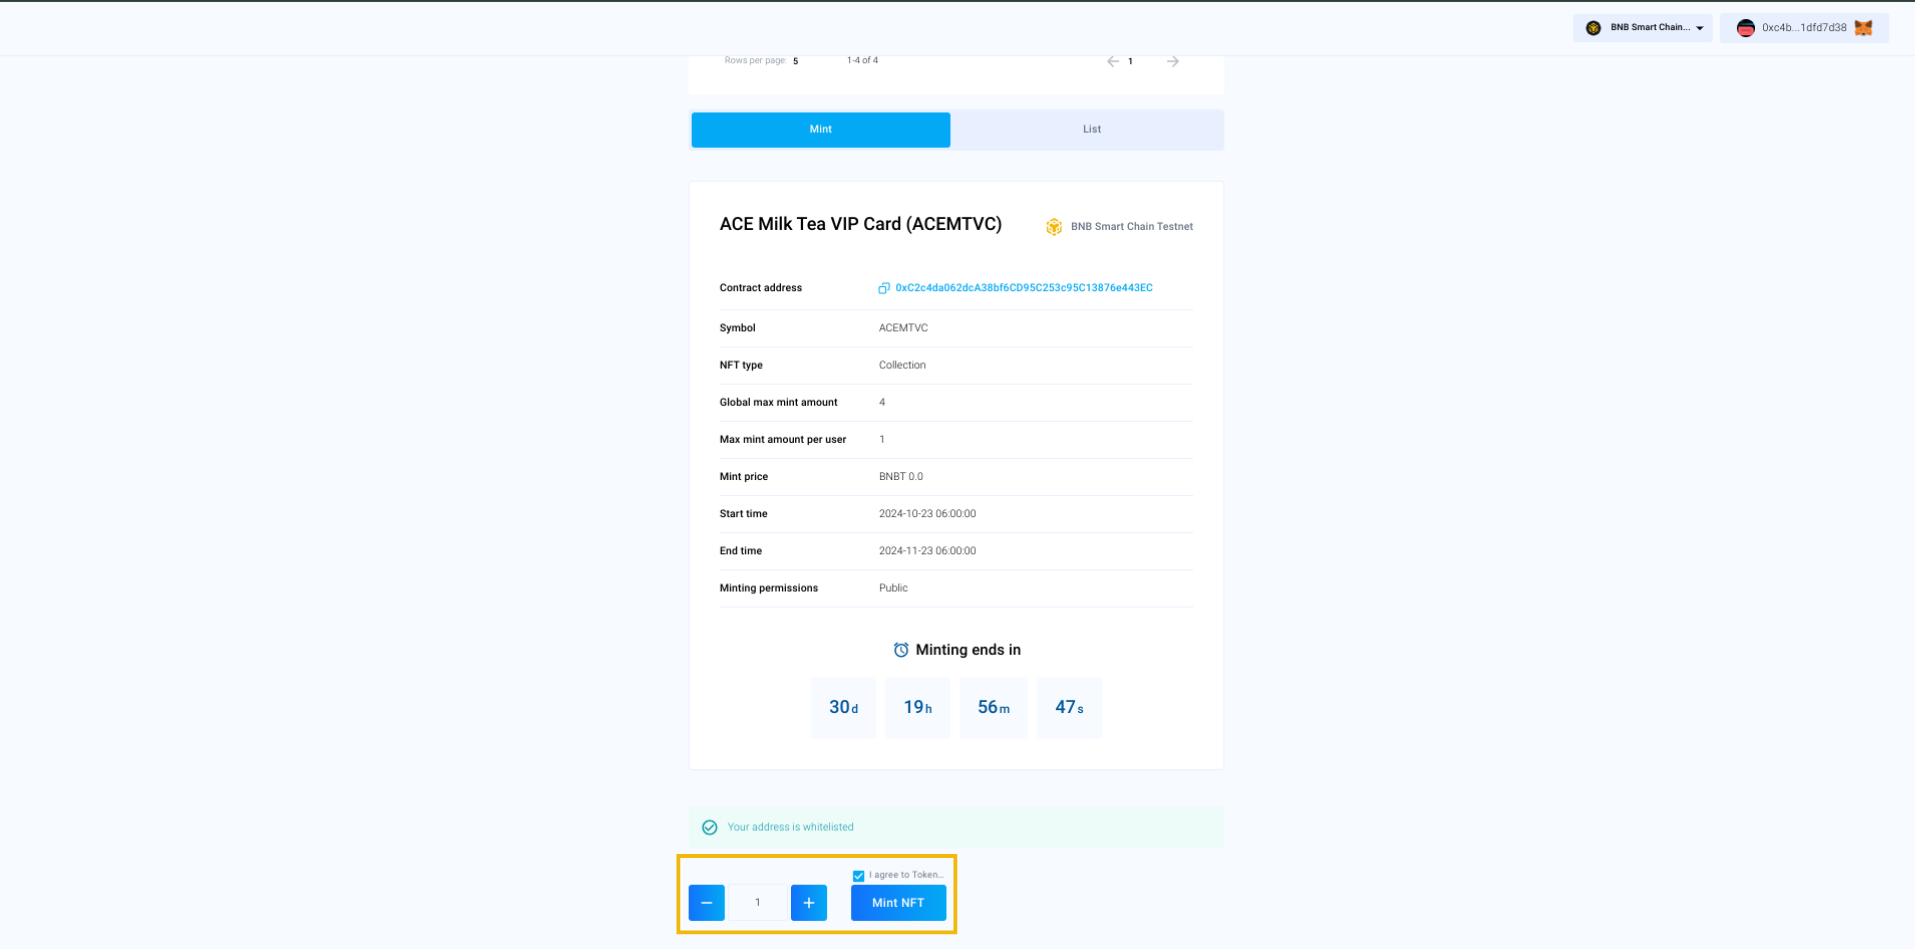 BNB Smart Chain... 0xc4b...1dfd7d38
Rows per page: 5 1-4 of 4 1
Mint List
ACE Milk Tea VIP Card (ACEMTVC) BNB Smart Chain Testnet
Contract address 0xC2c4da062dcA38bf6CD95C253c95C13876e443EC
Symbol ACEMTVC
NFT type Collection
Global max mint amount 4
Max mint amount per user 1
Mint price BNBT 0.0
Start time 2024-10-23 06:00:00
End time 2024-11-23 06:00:00
Minting permissions Public
Minting ends in
30d 19h 56m 47s
Your address is whitelisted
I agree to Token...
1 Mint NFT